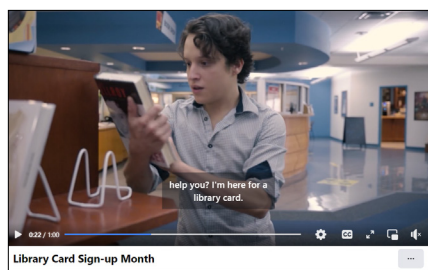 help you? I'm here for a
library card.
0:22 / 1:00
CC
Library Card Sign-up Month